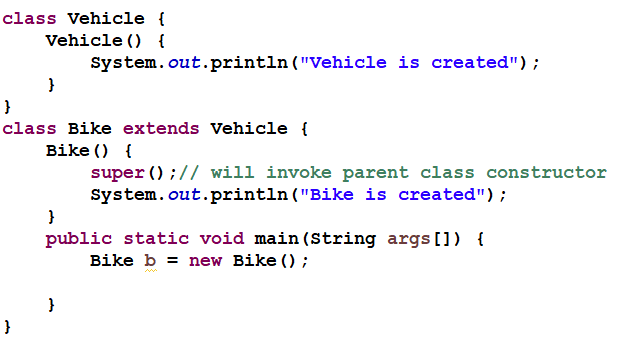 class Vehicle {
    Vehicle() {
        System.out.println("Vehicle is created");
    }
}
class Bike extends Vehicle {
    Bike() {
        super();// will invoke parent class constructor
        System.out.println("Bike is created");
    }
    public static void main(String args[]) {
        Bike b = new Bike();
    }
}